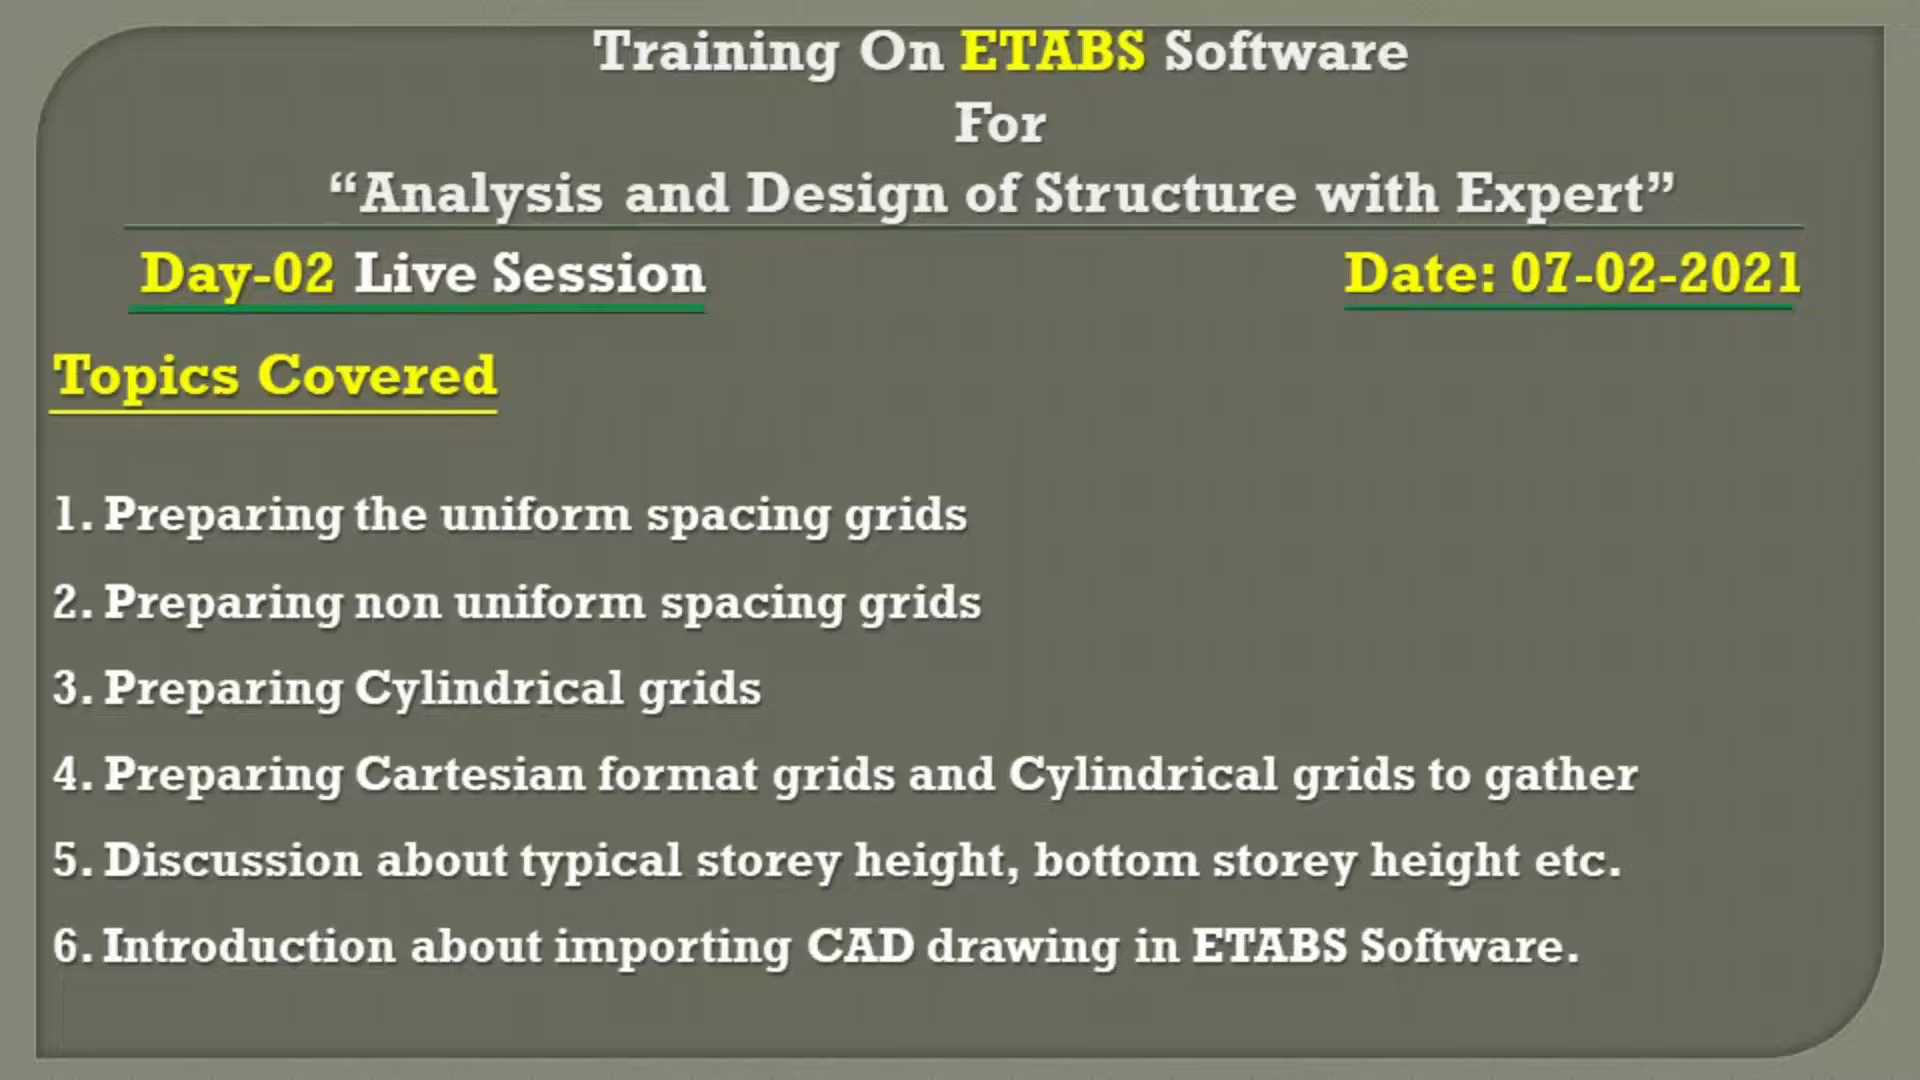 Training On ETABS Software
For
“Analysis and Design of Structure with Expert”
Day-02 Live Session
Date: 07-02-2021
Topics Covered
1. Preparing the uniform spacing grids
2. Preparing non uniform spacing grids
3. Preparing Cylindrical grids
4. Preparing Cartesian format grids and Cylindrical grids to gather
5. Discussion about typical storey height, bottom storey height etc.
6. Introduction about importing CAD drawing in ETABS Software.